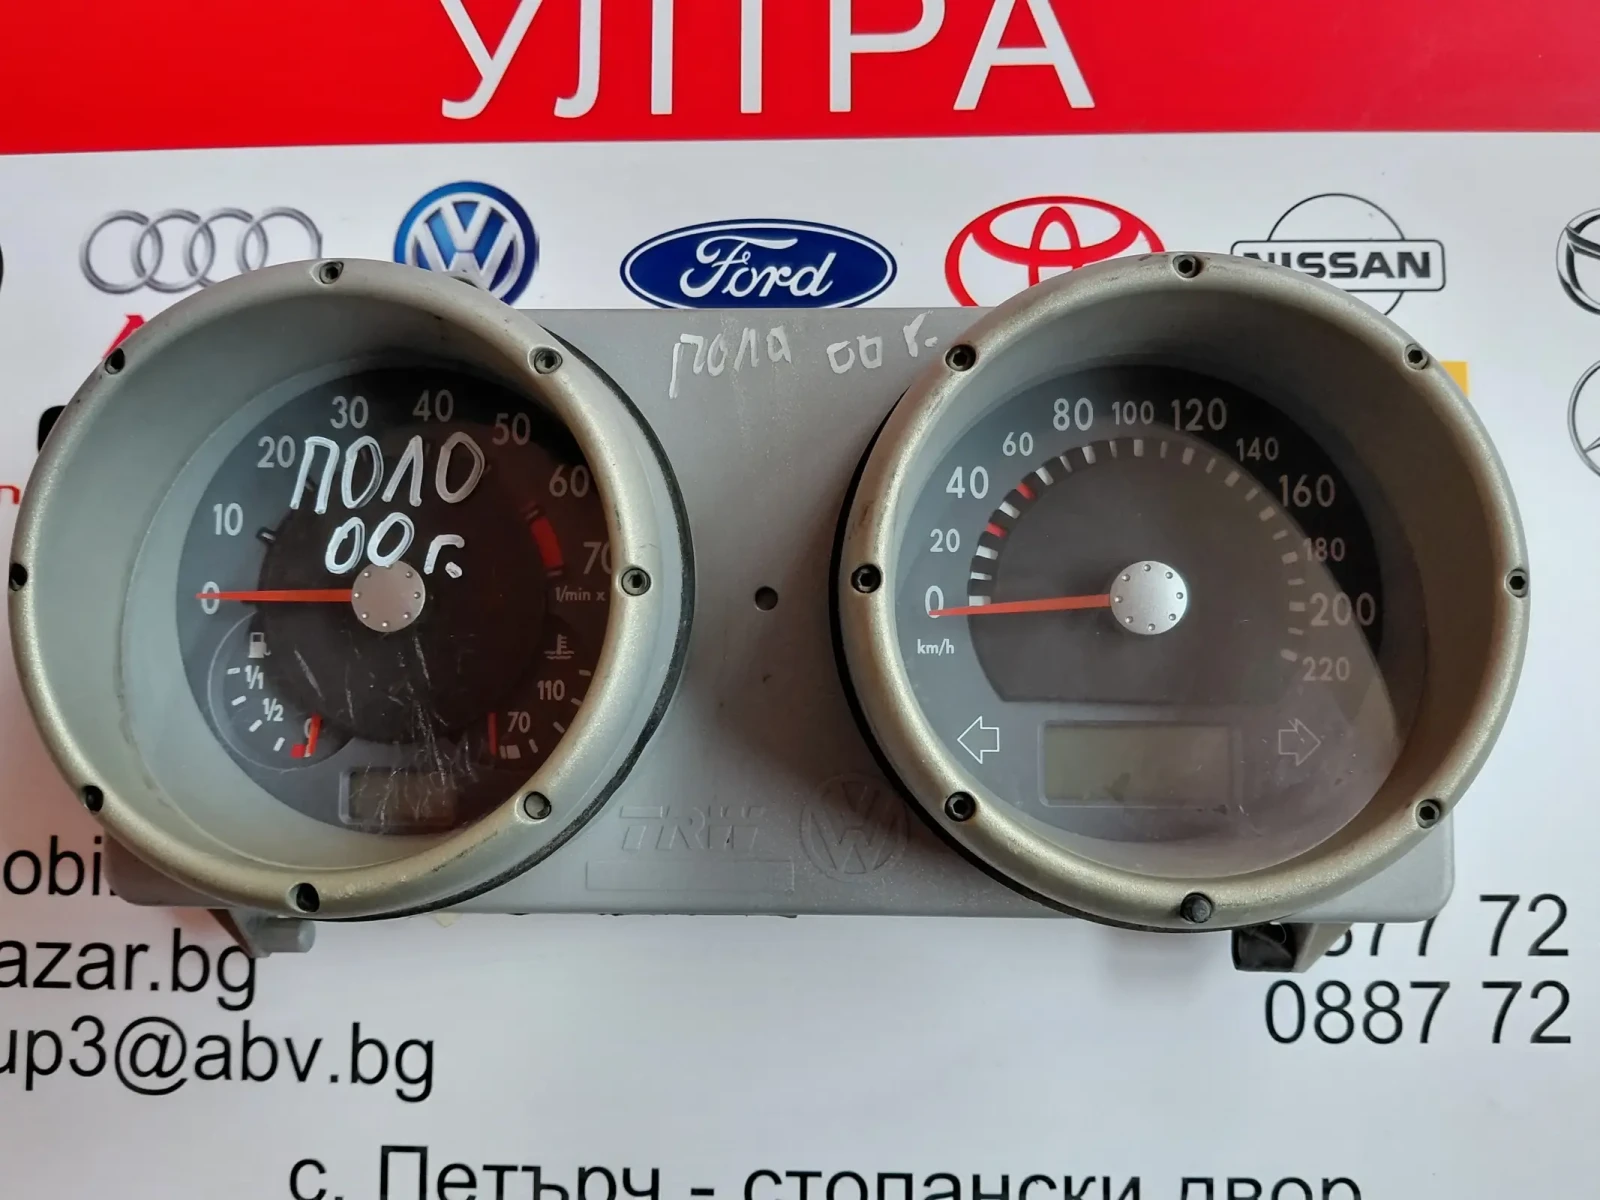 УЛТРА
Ford
NISSAN
пола 00 г.
30 40
20 50
10 60
0 70
ПОЛО
00 г.
1/min x
1/1
1/2
0
110
70
80 100 120
60 140
40 160
20 180
0 200
km/h
220
TRW
0887 72
azar.bg
up3@abv.bg
с. Петърч - стопански двор